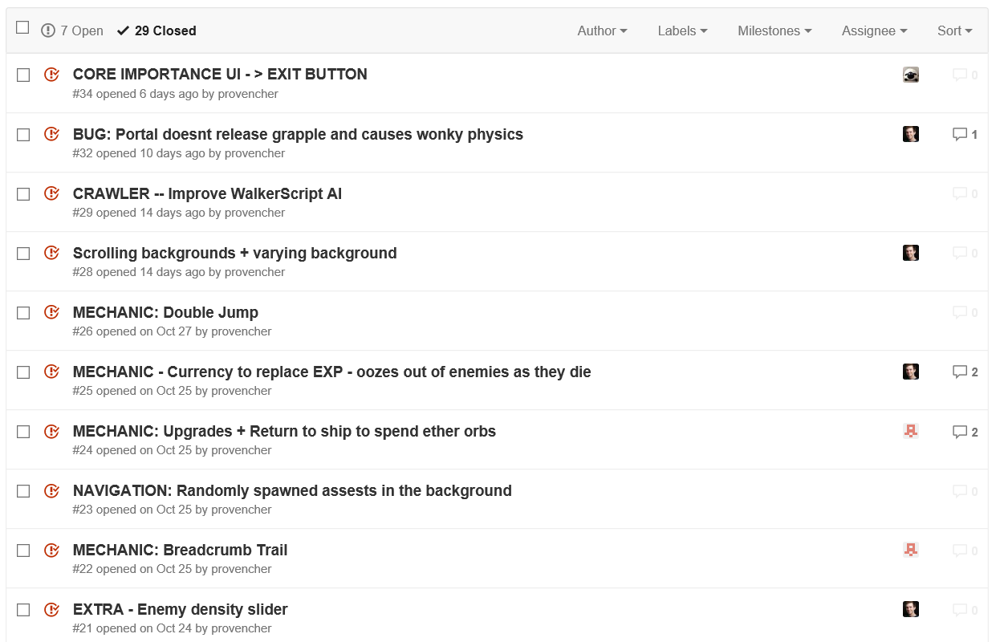 7 Open 29 Closed Author Labels Milestones Assignee Sort
CORE IMPORTANCE UI - > EXIT BUTTON 0
#34 opened 6 days ago by provencher
BUG: Portal doesnt release grapple and causes wonky physics 1
#32 opened 10 days ago by provencher
CRAWLER -- Improve WalkerScript AI 0
#29 opened 14 days ago by provencher
Scrolling backgrounds + varying background 0
#28 opened 14 days ago by provencher
MECHANIC: Double Jump 0
#26 opened on Oct 27 by provencher
MECHANIC - Currency to replace EXP - oozes out of enemies as they die 2
#25 opened on Oct 25 by provencher
MECHANIC: Upgrades + Return to ship to spend ether orbs 2
#24 opened on Oct 25 by provencher
NAVIGATION: Randomly spawned assests in the background 0
#23 opened on Oct 25 by provencher
MECHANIC: Breadcrumb Trail 0
#22 opened on Oct 25 by provencher
EXTRA - Enemy density slider 0
#21 opened on Oct 24 by provencher